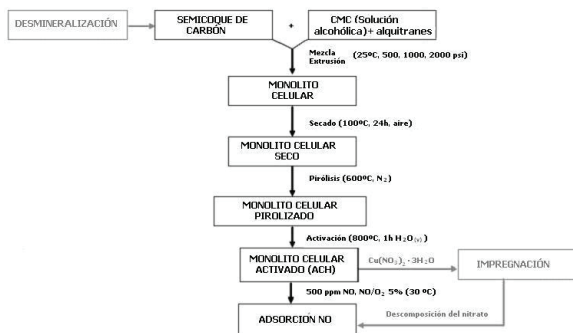 DESMINERALIZACIÓN
SEMICOQUE DE
CARBÓN
+
CMC (Solución
alcohólica)+ alquitranes
Mezcla
Extrusión (25ºC, 500, 1000, 2000 psi)
MONOLITO
CELULAR
Secado (100ºC, 24h, aire)
MONOLITO CELULAR
SECO
Pirólisis (600ºC, N₂)
MONOLITO CELULAR
PIROLIZADO
Activación (800ºC, 1h H₂O(v))
MONOLITO CELULAR
ACTIVADO (ACH)
Cu(NO₃)₂·3H₂O
IMPREGNACIÓN
500 ppm NO, NO/O₂ 5% (30 ºC)
Descomposición del nitrato
ADSORCION NO